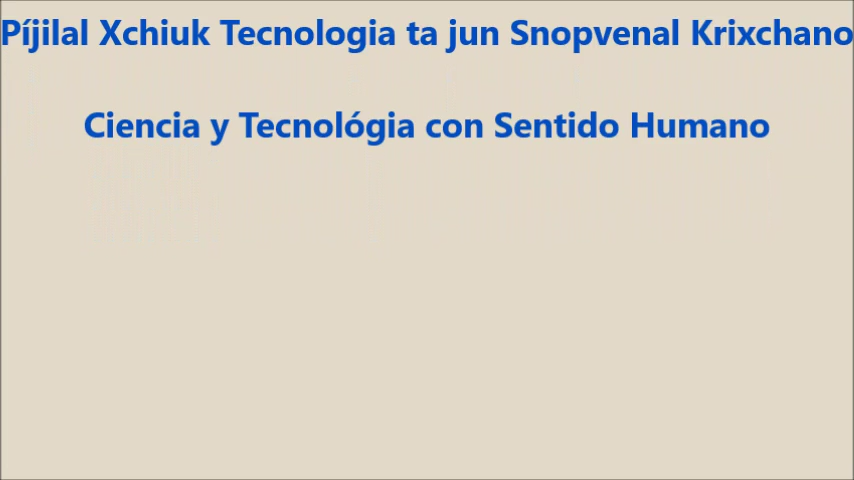 Píjilal Xchiuk Tecnologia ta jun Snopvenal Krixchano
Ciencia y Tecnológia con Sentido Humano